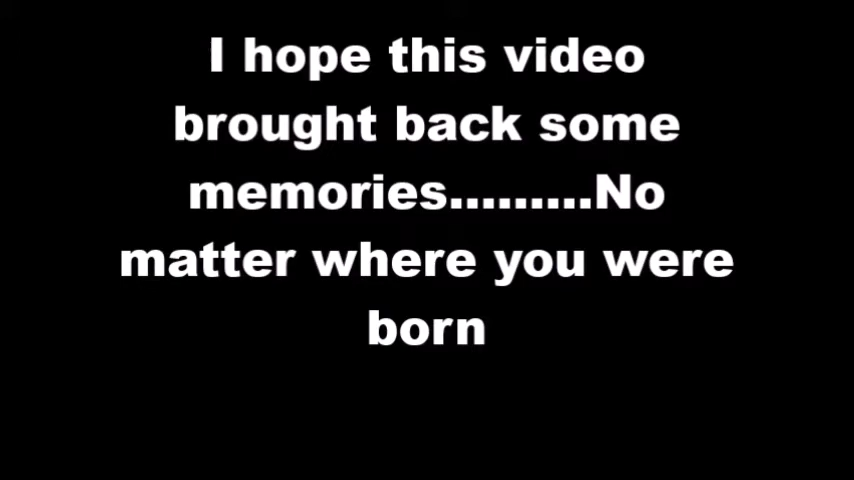 I hope this video
brought back some
memories.........No
matter where you were
born